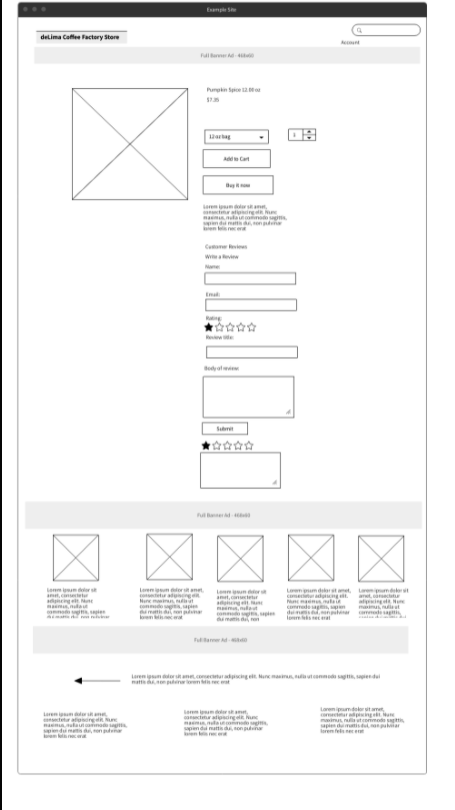 Example Site
deLima Coffee Factory Store
Account
Full Banner Ad - 468x60
Pumpkin Spice 12.09 oz
$7.35
12 oz bag
1
Add to Cart
Buy it now
Lorem ipsum dolor sit amet,
consectetur adipiscing elit. Nunc
maximus, nulla ut commodo sagittis,
sapien dui mattis dui, non pulvinar
lorem felis nec erat
Customer Reviews
Write a Review
Name:
Email:
Rating:
Review title:
Body of review:
Submit
Full Banner Ad - 468x60
Lorem ipsum dolor sit
amet, consectetur
adipiscing elit. Nunc
maximus, nulla ut
commodo sagittis, sapien
dui mattis dui, non pulvinar
Lorem ipsum dolor sit amet,
consectetur adipiscing elit.
Nunc maximus, nulla ut
commodo sagittis, sapien
dui mattis dui, non pulvinar
lorem felis nec erat
Lorem ipsum dolor sit
amet, consectetur
adipiscing elit. Nunc
maximus, nulla ut
commodo sagittis, sapien
dui mattis dui, non
Lorem ipsum dolor sit
amet, consectetur
adipiscing elit. Nunc
maximus, nulla ut
commodo sagittis, sapien
dui mattis dui, non pulvinar
Lorem ipsum dolor sit
amet, consectetur
adipiscing elit. Nunc
maximus, nulla ut
commodo sagittis,
Full Banner Ad - 468x60
Lorem ipsum dolor sit amet, consectetur adipiscing elit. Nunc maximus, nulla ut commodo sagittis, sapien dui
mattis dui, non pulvinar lorem felis nec erat
Lorem ipsum dolor sit amet,
consectetur adipiscing elit. Nunc
maximus, nulla ut commodo sagittis,
sapien dui mattis dui, non pulvinar
lorem felis nec erat
Lorem ipsum dolor sit amet,
consectetur adipiscing elit. Nunc
maximus, nulla ut commodo sagittis,
sapien dui mattis dui, non pulvinar
lorem felis nec erat
Lorem ipsum dolor sit amet,
consectetur adipiscing elit. Nunc
maximus, nulla ut commodo sagittis,
sapien dui mattis dui, non pulvinar
lorem felis nec erat